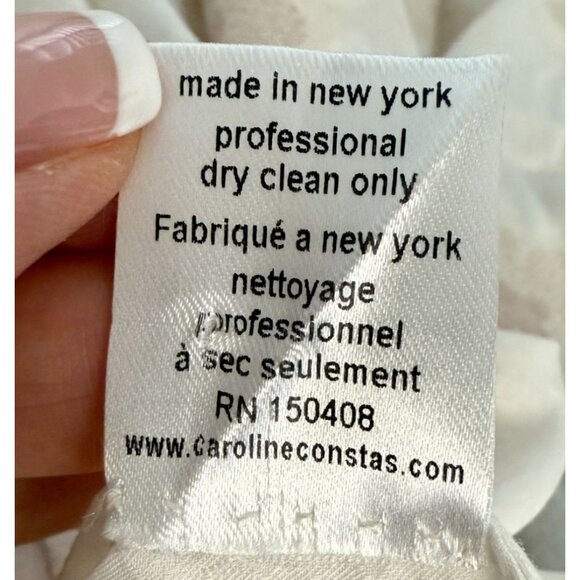 made in new york
professional
dry clean only
Fabriqué a new york
nettoyage
professionnel
à sec seulement
RN 150408
www.carolineconstas.com